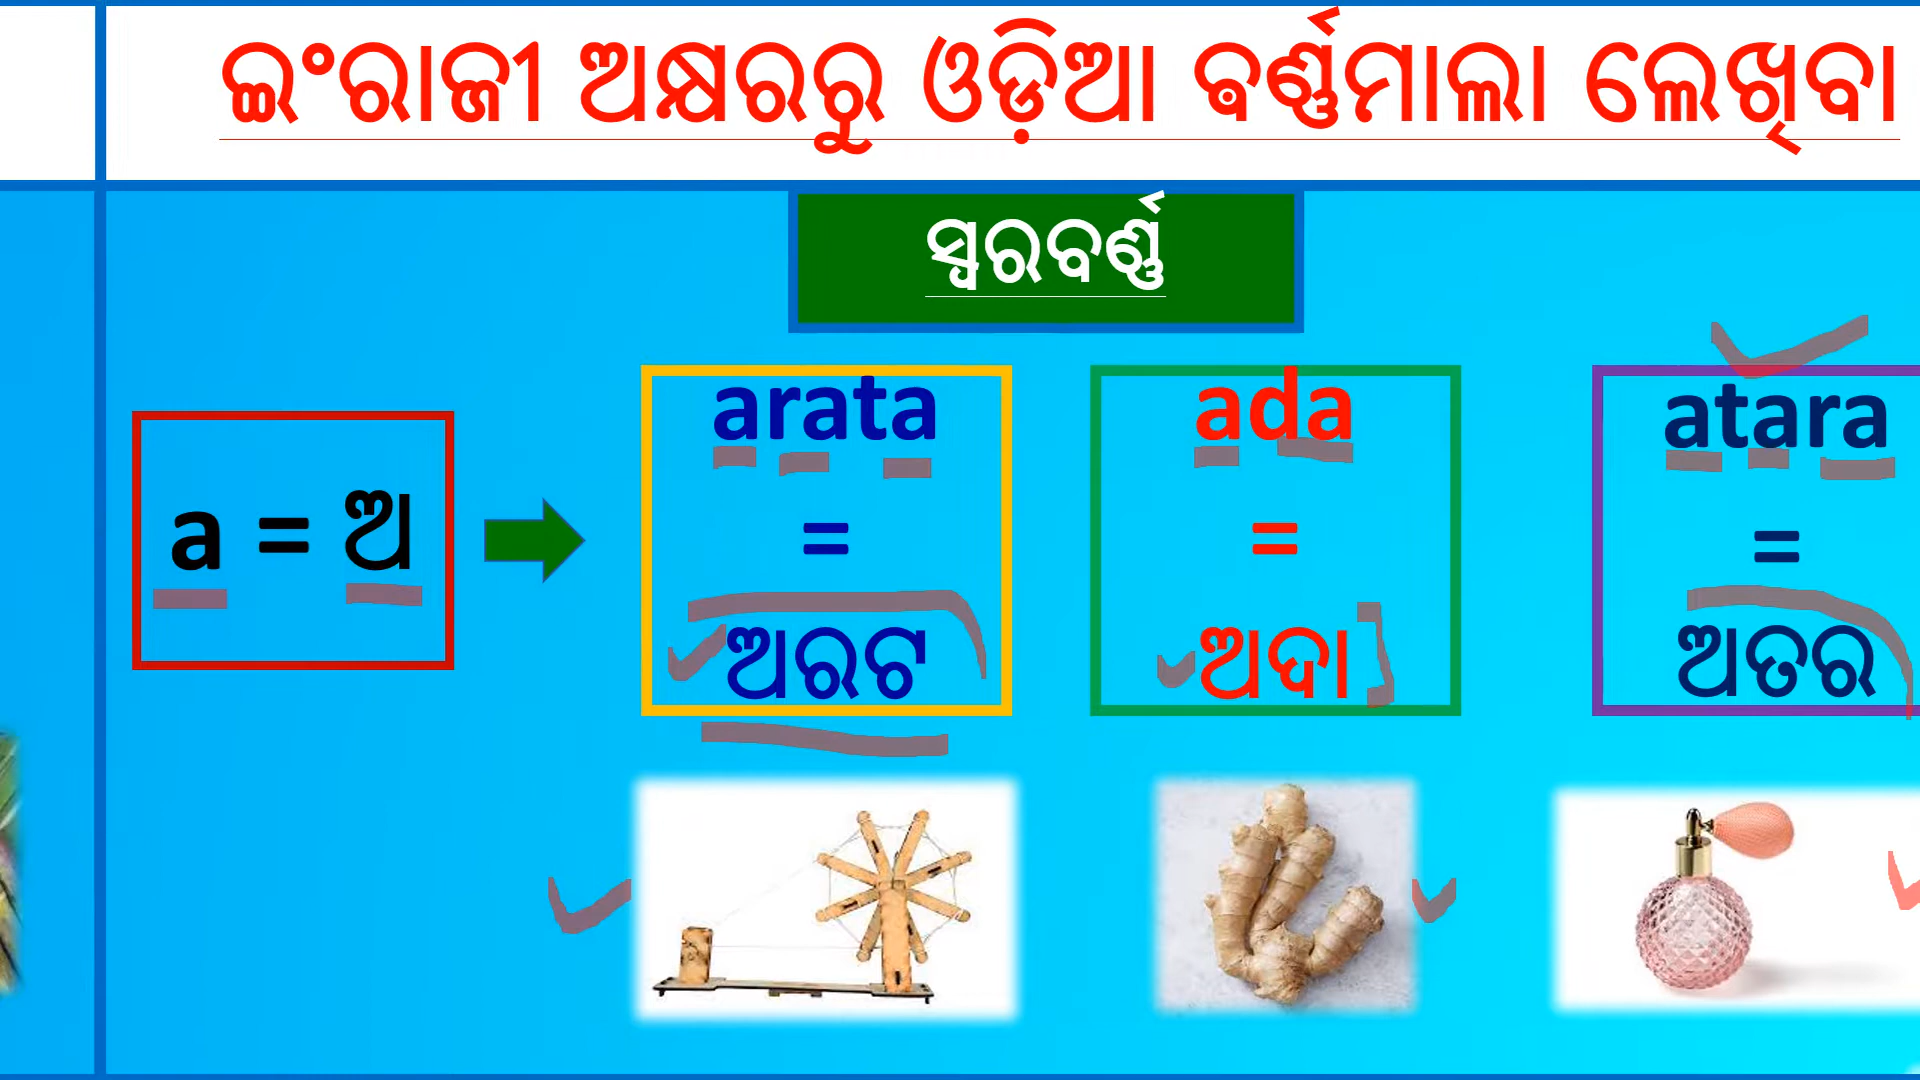 ଇଂରାଜୀ ଅକ୍ଷରରୁ ଓଡ଼ିଆ ବର୍ଣ୍ଣମାଲା ଲେଖିବା
ସ୍ୱରବର୍ଣ୍ଣ
a = ଅ
arata
=
ଅରଟ
ada
=
ଅଦା
atara
=
ଅତର